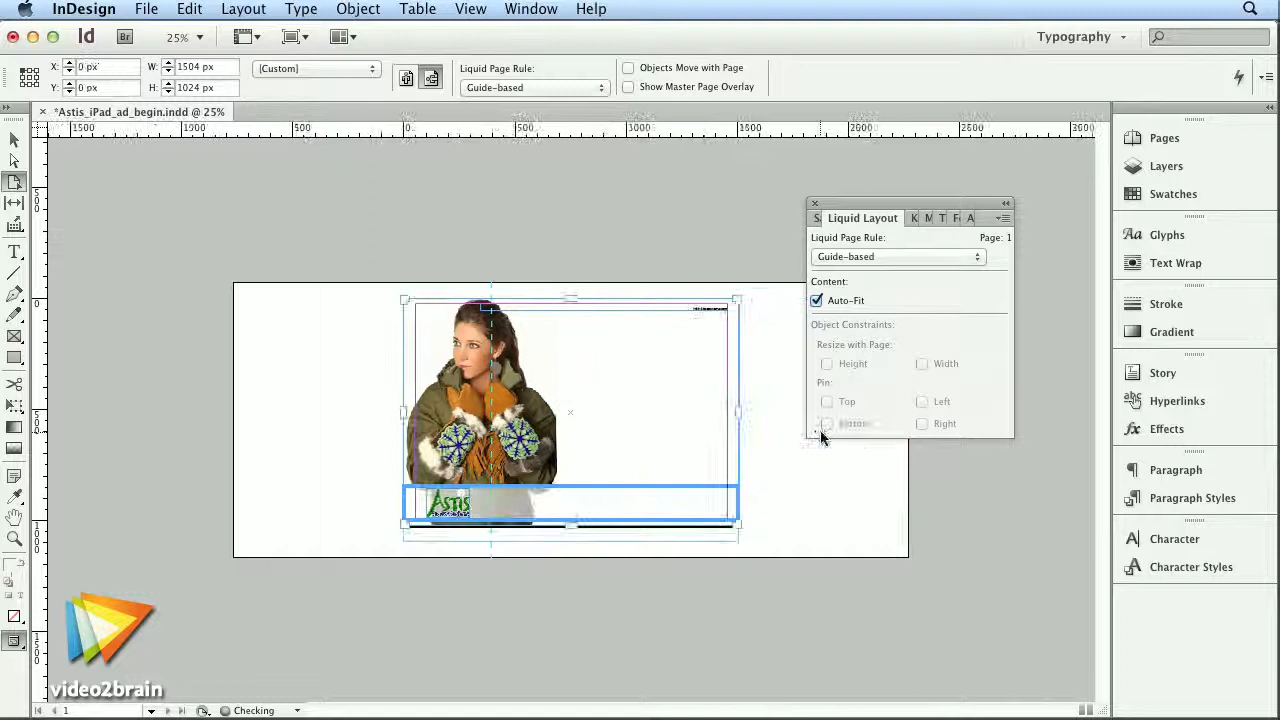 InDesign File Edit Layout Type Object Table View Window Help
Id Br 25% Typography
X: 0 px W: 1504 px [Custom] Liquid Page Rule: Objects Move with Page
Y: 0 px H: 1024 px Guide-based Show Master Page Overlay
*Astis_iPad_ad_begin.indd @ 25%
1500 1000 500 0 500 1000 1500 2000 2500 3000
Liquid Layout
Liquid Page Rule: Page: 1
Guide-based
Content:
Auto-Fit
Object Constraints:
Resize with Page:
Height Width
Pin:
Top Left
Bottom Right
Pages
Layers
Swatches
Glyphs
Text Wrap
Stroke
Gradient
Story
Hyperlinks
Effects
Paragraph
Paragraph Styles
Character
Character Styles
ASTIS
video2brain
1 Checking